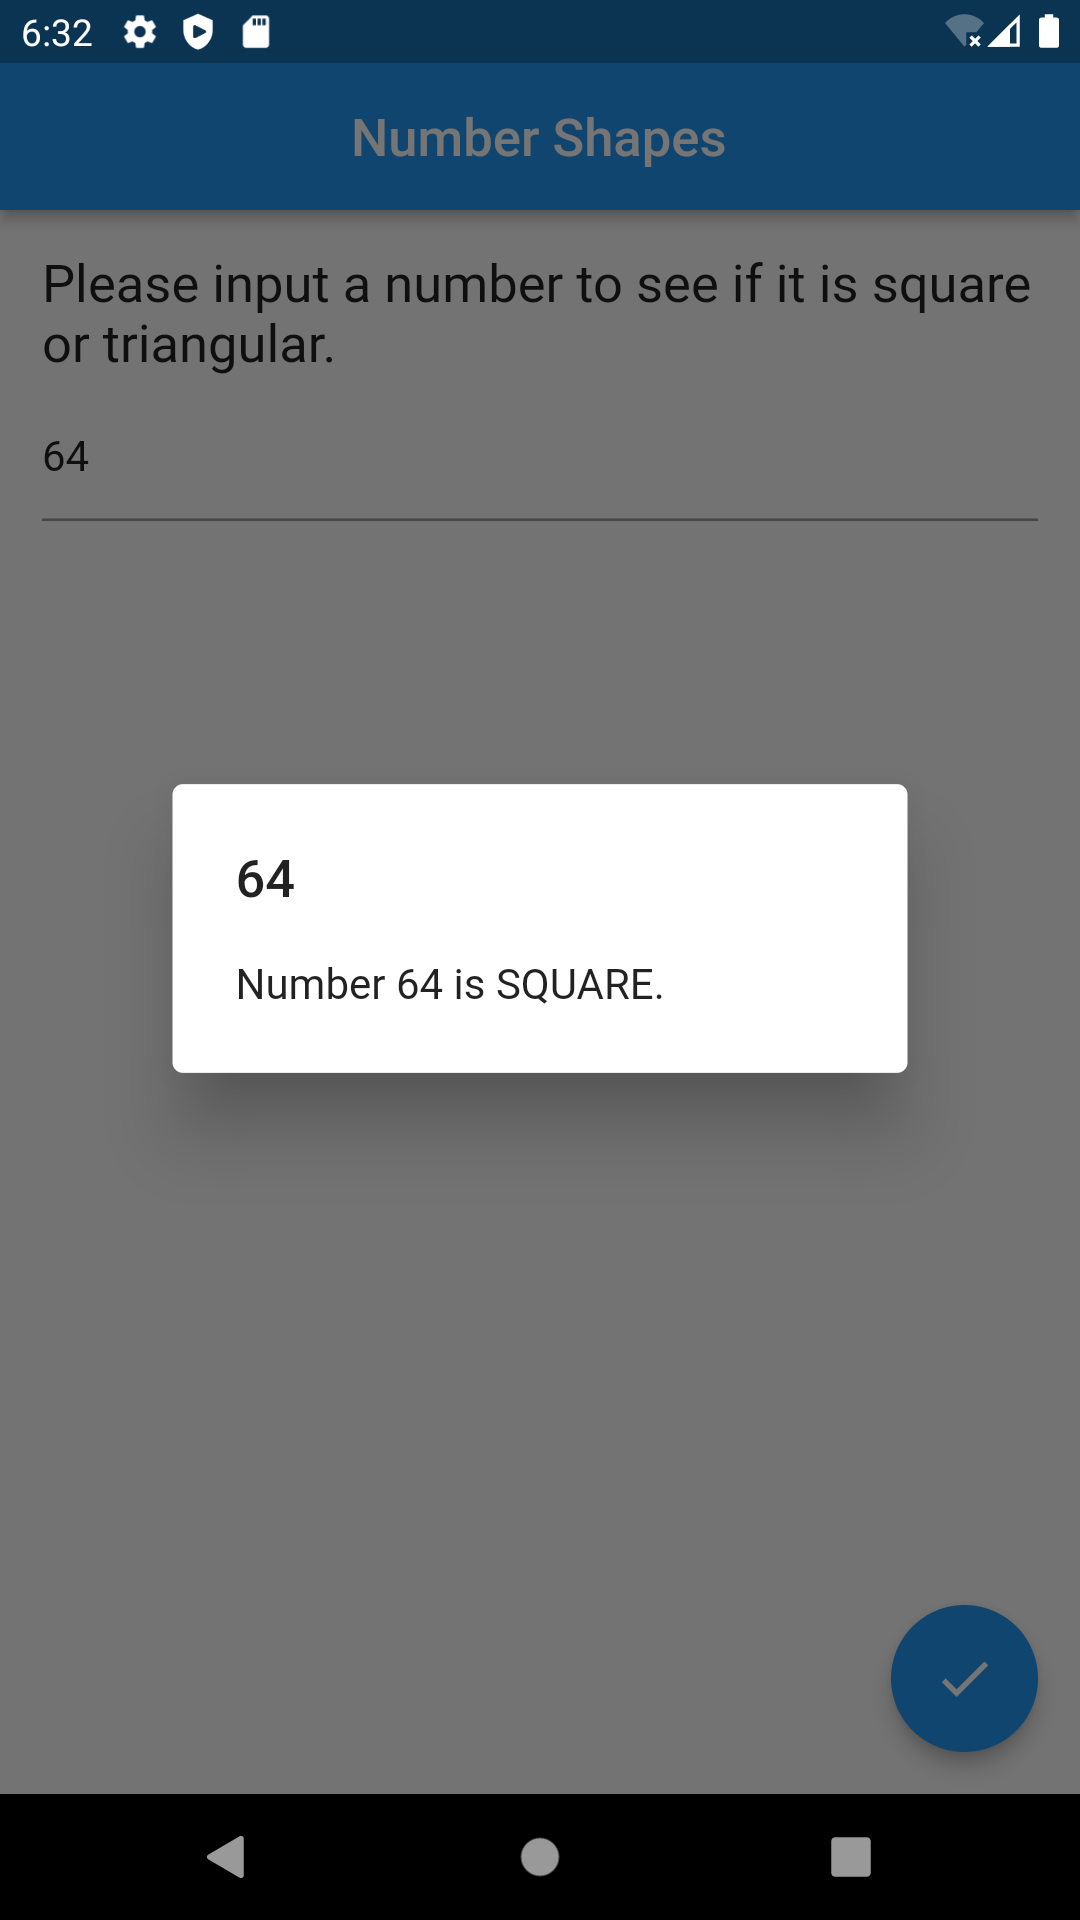 6:32
Number Shapes
Please input a number to see if it is square
or triangular.
64
64
Number 64 is SQUARE.